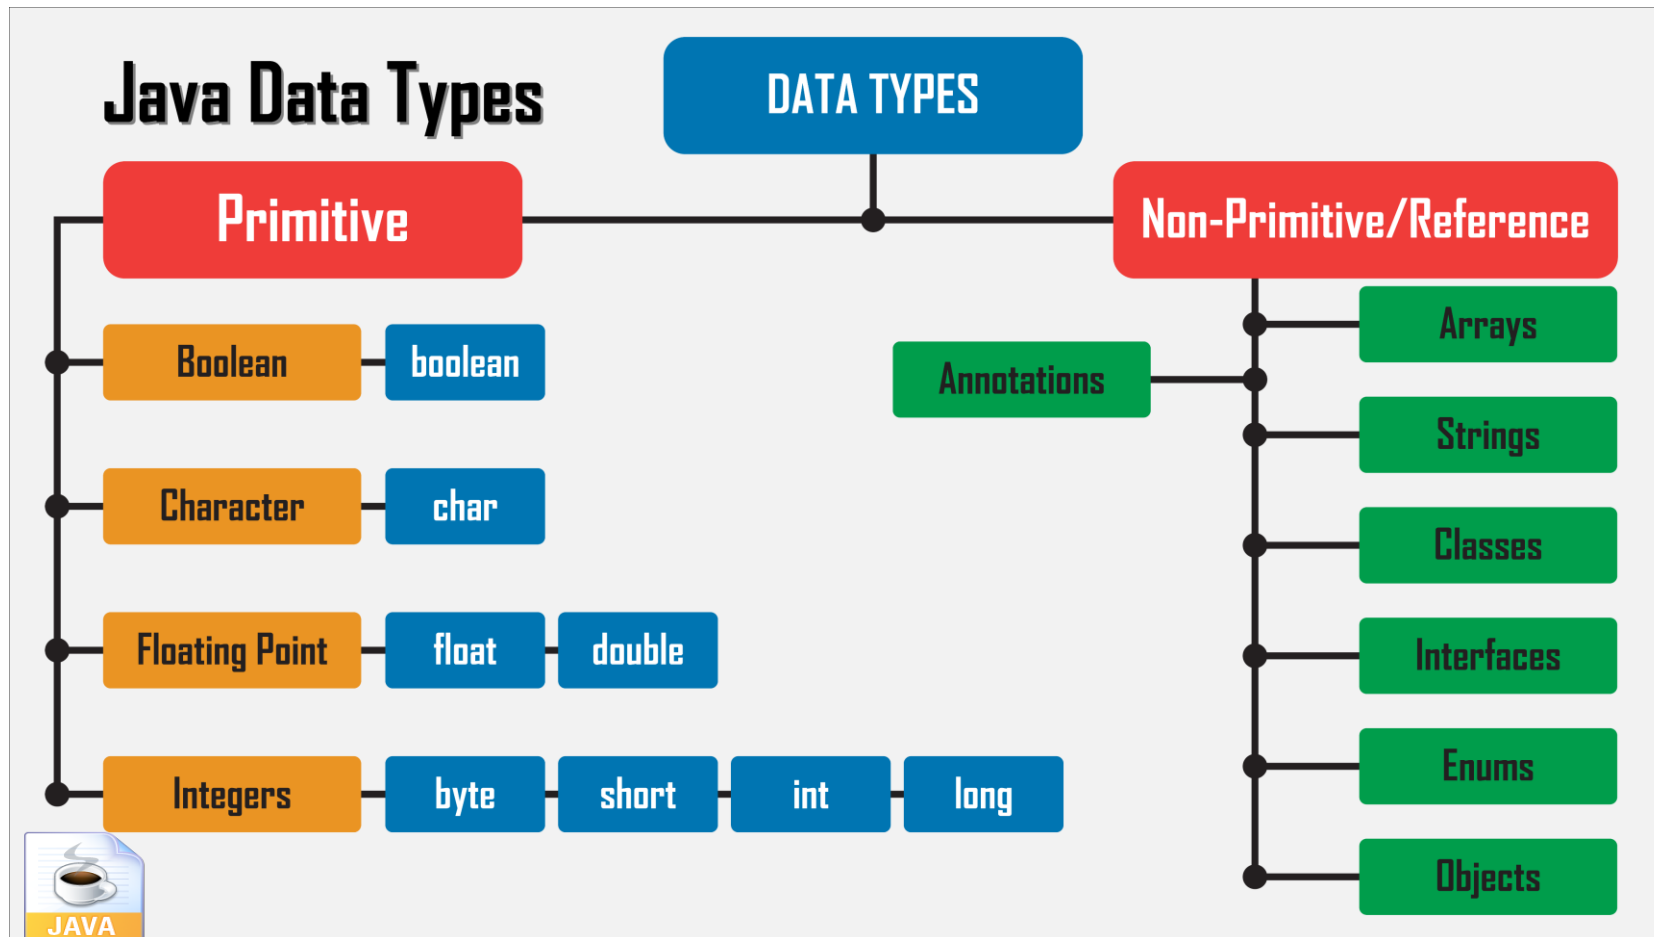 Java Data Types
DATA TYPES
Primitive
Non-Primitive/Reference
Boolean
boolean
Character
char
Floating Point
float
double
Integers
byte
short
int
long
Annotations
Arrays
Strings
Classes
Interfaces
Enums
Objects
JAVA